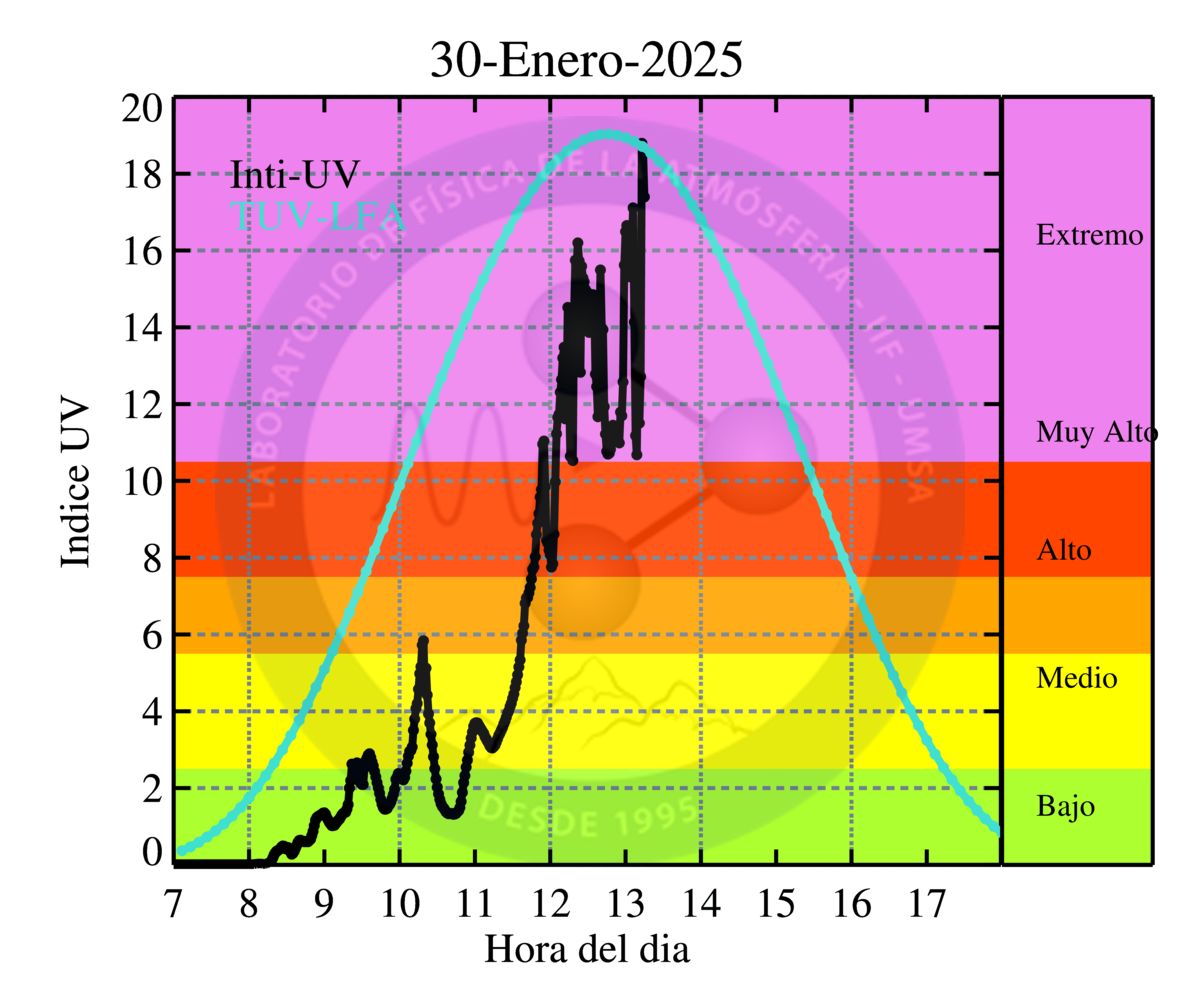 30-Enero-2025
20
18
16
14
12
10
8
6
4
2
0
Indice UV
Inti-UV
TUV-LFA
LABORATORIO DE FÍSICA DE LA ATMÓSFERA - IIF - UMSA
DESDE 1995
Extremo
Muy Alto
Alto
Medio
Bajo
7 8 9 10 11 12 13 14 15 16 17
Hora del dia